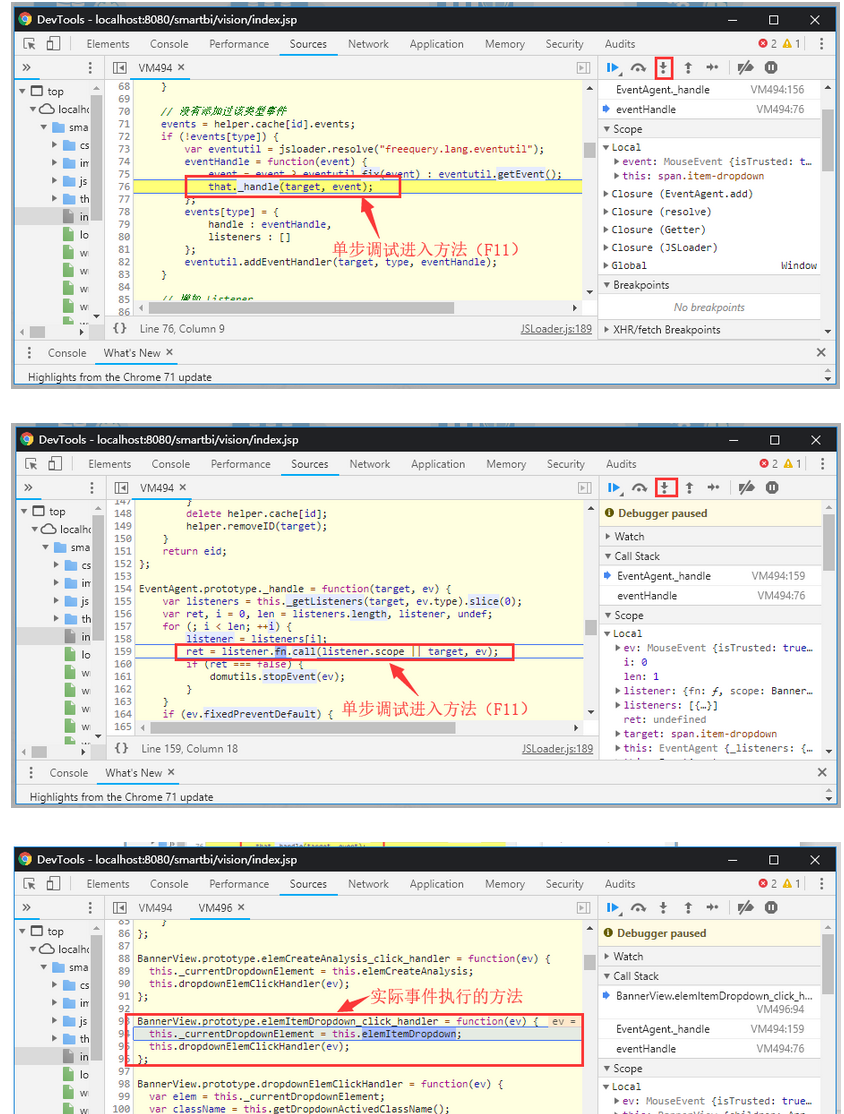 DevTools - localhost:8080/smartbi/vision/index.jsp
Elements Console Performance Sources Network Application Memory Security Audits 2 1
VM494 ×
top
localhc
sma
cs
im
js
th
in
lo
w
w
w
w
68 }
69
70 // 没有添加过该类型事件
71 events = helper.cache[id].events;
72 if (!events[type]) {
73 var eventutil = jsloader.resolve("freequery.lang.eventutil");
74 eventHandle = function(event) {
75 event = event ? eventutil.fix(event) : eventutil.getEvent();
76 that._handle(target, event);
77 };
78 events[type] = {
79 handle : eventHandle,
80 listeners : []
81 };
82 eventutil.addEventHandler(target, type, eventHandle);
83 }
84
85 // 增加 Listener
86
单步调试进入方法（F11）
{} Line 76, Column 9 JSLoader.js:189
EventAgent._handle VM494:156
eventHandle VM494:76
Scope
Local
event: MouseEvent {isTrusted: t…
this: span.item-dropdown
Closure (EventAgent.add)
Closure (resolve)
Closure (Getter)
Closure (JSLoader)
Global Window
Breakpoints
No breakpoints
XHR/fetch Breakpoints
Console What's New ×
Highlights from the Chrome 71 update
DevTools - localhost:8080/smartbi/vision/index.jsp
Elements Console Performance Sources Network Application Memory Security Audits 2 1
VM494 ×
top
localhc
sma
cs
im
js
th
in
lo
w
w
w
w
147 }
148 delete helper.cache[id];
149 helper.removeID(target);
150 }
151 return eid;
152 };
153
154 EventAgent.prototype._handle = function(target, ev) {
155 var listeners = this._getListeners(target, ev.type).slice(0);
156 var ret, i = 0, len = listeners.length, listener, undef;
157 for (; i < len; ++i) {
158 listener = listeners[i];
159 ret = listener.fn.call(listener.scope || target, ev);
160 if (ret === false) {
161 domutils.stopEvent(ev);
162 }
163 }
164 if (ev.fixedPreventDefault) {
165
单步调试进入方法（F11）
{} Line 159, Column 18 JSLoader.js:189
Debugger paused
Watch
Call Stack
EventAgent._handle VM494:159
eventHandle VM494:76
Scope
Local
ev: MouseEvent {isTrusted: true…
i: 0
len: 1
listener: {fn: ƒ, scope: Banner…
listeners: [{…}]
ret: undefined
target: span.item-dropdown
this: EventAgent {_listeners: {…
Console What's New ×
Highlights from the Chrome 71 update
DevTools - localhost:8080/smartbi/vision/index.jsp
Elements Console Performance Sources Network Application Memory Security Audits 2 1
VM494 VM496 ×
top
localhc
sma
cs
im
js
th
in
lo
w
w
85 }
86 };
87
88 BannerView.prototype.elemCreateAnalysis_click_handler = function(ev) {
89 this._currentDropdownElement = this.elemCreateAnalysis;
90 this.dropdownElemClickHandler(ev);
91 };
92
实际事件执行的方法
93 BannerView.prototype.elemItemDropdown_click_handler = function(ev) { ev =
94 this._currentDropdownElement = this.elemItemDropdown;
95 this.dropdownElemClickHandler(ev);
96 };
97
98 BannerView.prototype.dropdownElemClickHandler = function(ev) {
99 var elem = this._currentDropdownElement;
100 var className = this.getDropdownActivedClassName();
Debugger paused
Watch
Call Stack
BannerView.elemItemDropdown_click_h…
VM496:94
EventAgent._handle VM494:159
eventHandle VM494:76
Scope
Local
ev: MouseEvent {isTrusted: true…